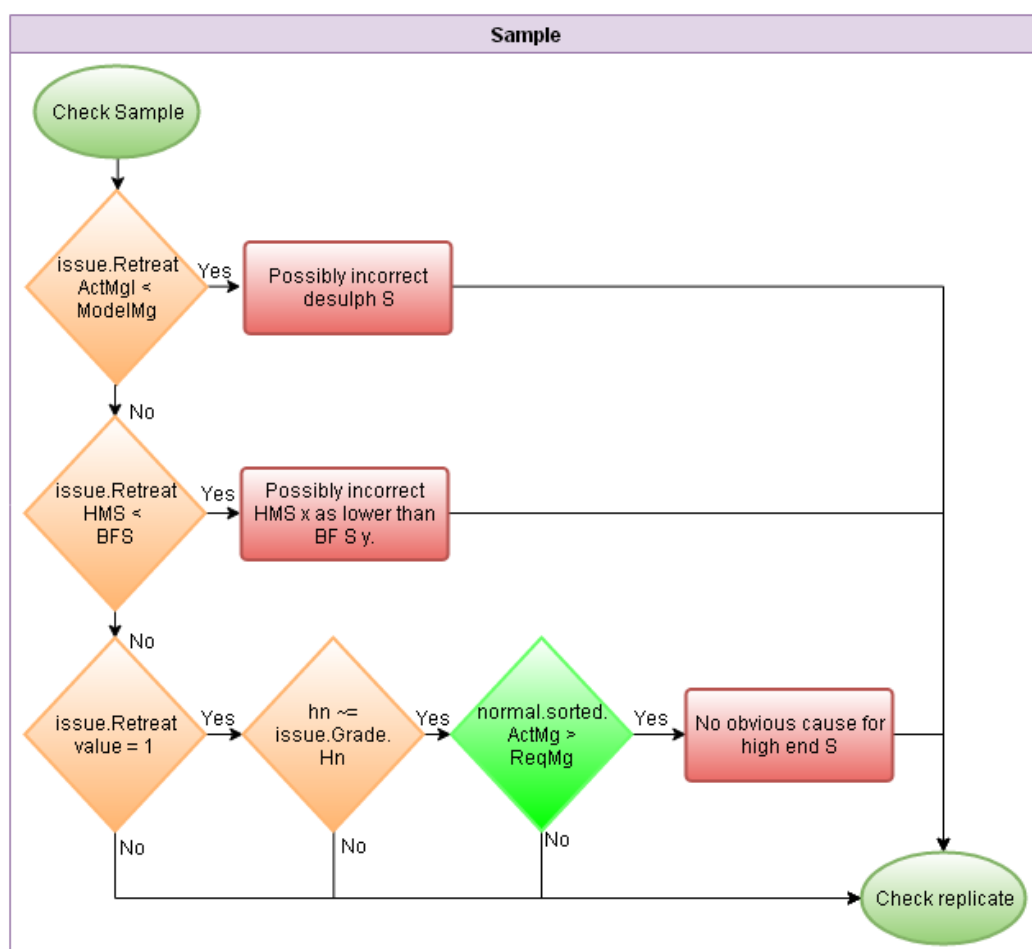 Sample
Check Sample
issue.Retreat
ActMgI <
ModelMg
Yes
Possibly incorrect
desulph S
No
issue.Retreat
HMS <
BFS
Yes
Possibly incorrect
HMS x as lower than
BF S y.
No
issue.Retreat
value = 1
Yes
hn ~=
issue.Grade.
Hn
Yes
normal.sorted.
ActMg >
ReqMg
Yes
No obvious cause for
high end S
No
No
No
Check replicate